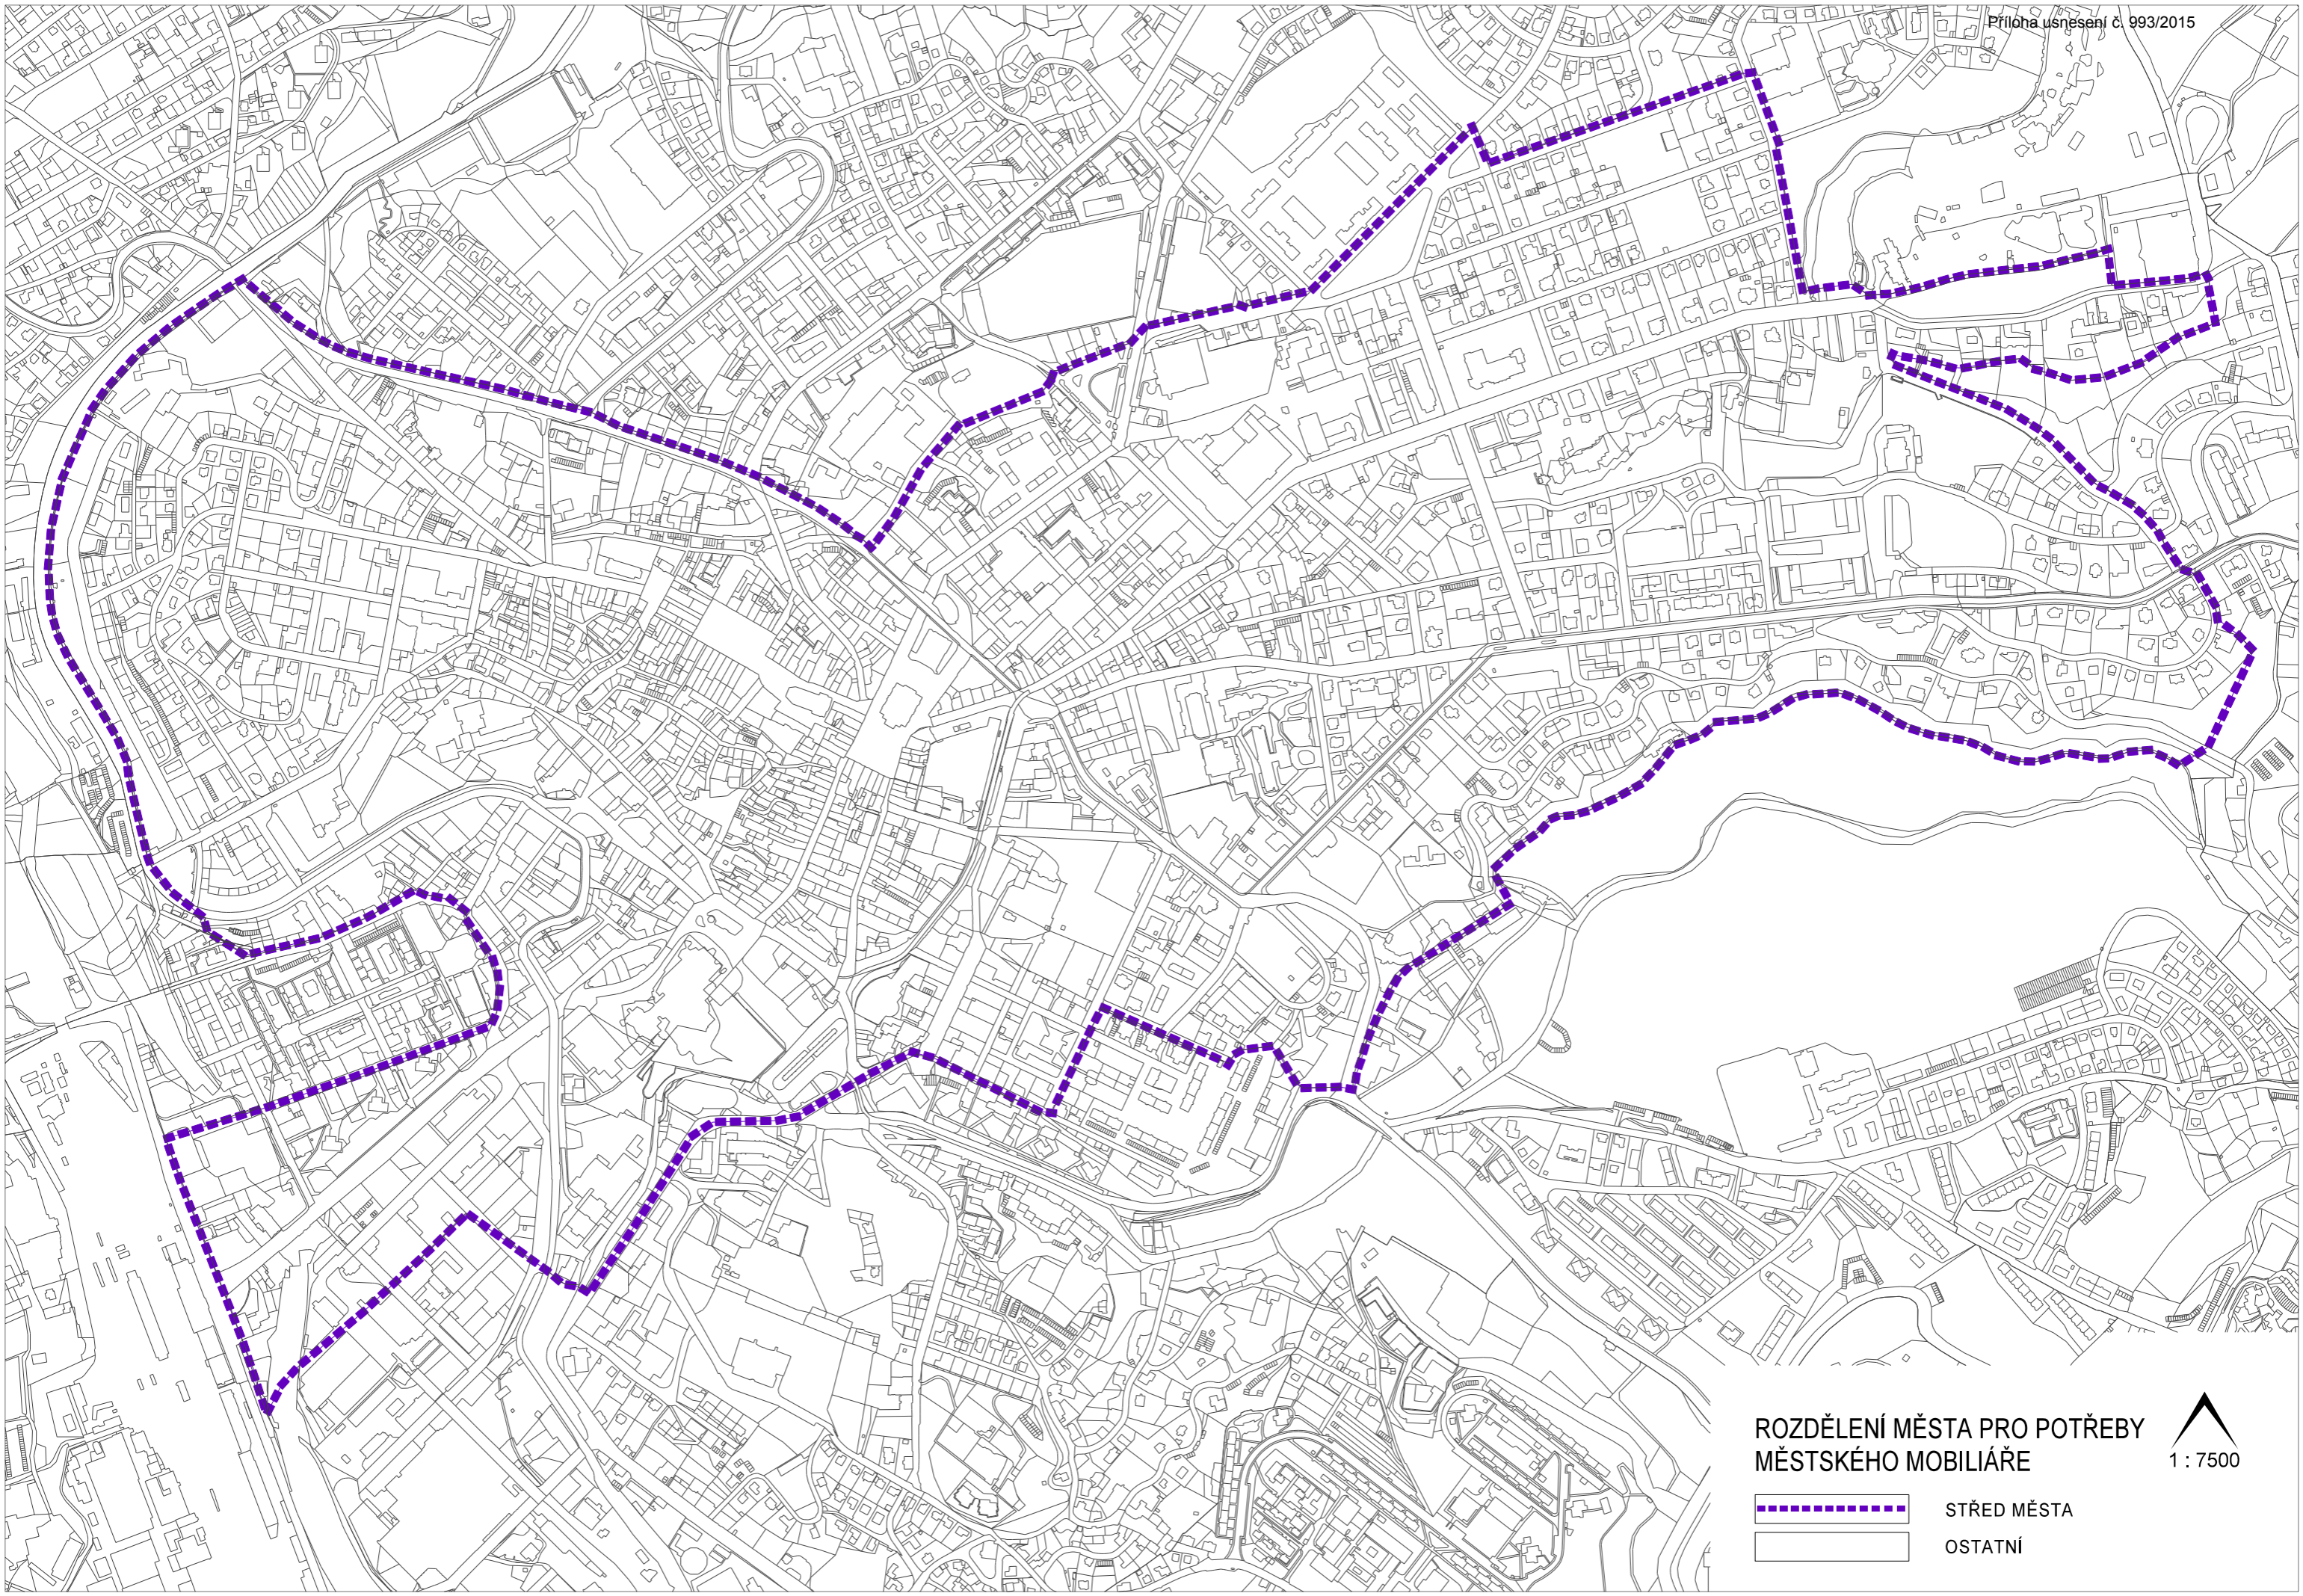 Příloha usnesení č. 993/2015
ROZDĚLENÍ MĚSTA PRO POTŘEBY
MĚSTSKÉHO MOBILIÁŘE
1 : 7500
STŘED MĚSTA
OSTATNÍ